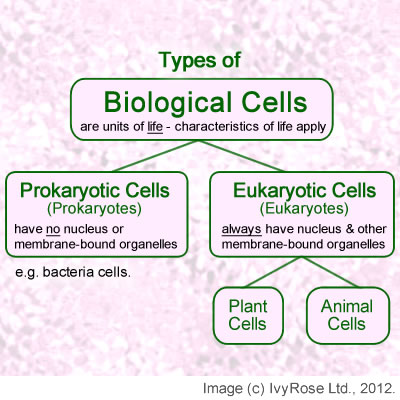 Types of
Biological Cells
are units of life - characteristics of life apply
Prokaryotic Cells
(Prokaryotes)
have no nucleus or
membrane-bound organelles
e.g. bacteria cells.
Eukaryotic Cells
(Eukaryotes)
always have nucleus & other
membrane-bound organelles
Plant
Cells
Animal
Cells
Image (c) IvyRose Ltd., 2012.